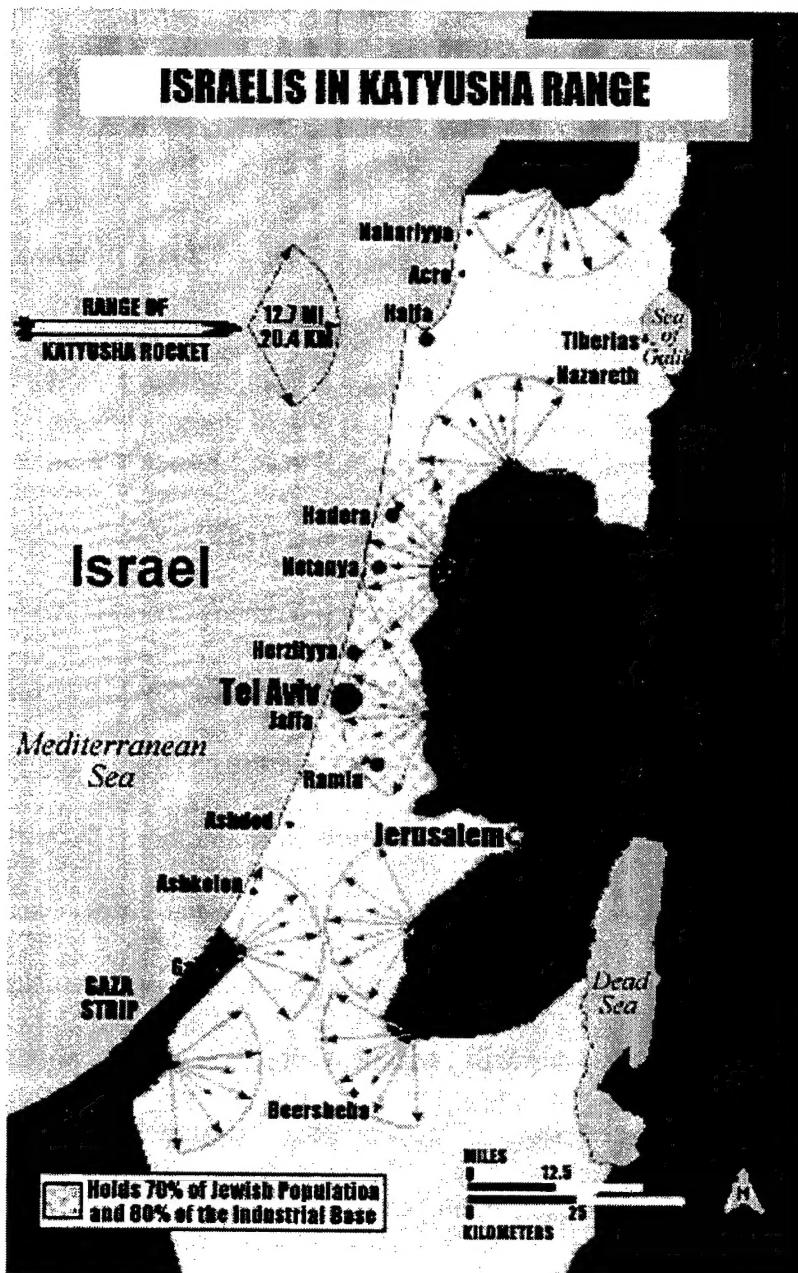 ISRAELIS IN KATYUSHA RANGE
Nahariyya
Acre
RANGE OF
KATYUSHA ROCKET
12.7 MI
20.4 KM
Haifa
Tiberias
Sea
of
Nazareth
Hadera
Israel
Netanya
Herzliyya
Tel Aviv
Jaffa
Mediterranean
Sea
Ramla
Ashdod
Jerusalem
Ashkelon
GAZA
STRIP
Dead
Sea
Beersheba
MILES
0 12.5
0 25
KILOMETERS
N
Holds 70% of Jewish Population
and 80% of the Industrial Base